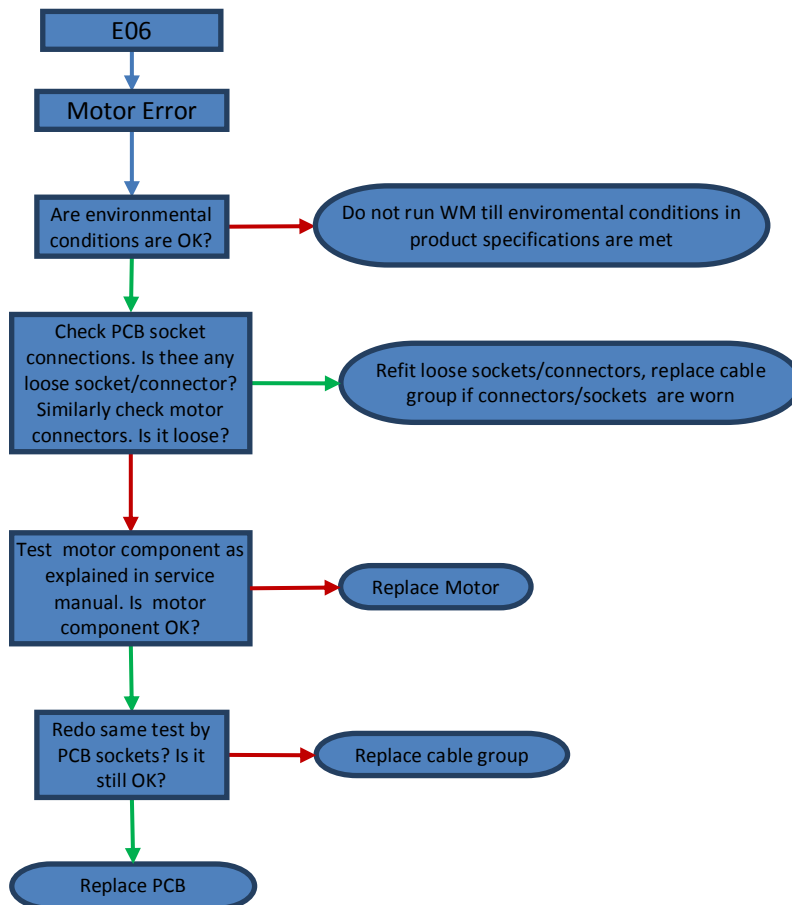 E06
Motor Error
Are environmental
conditions are OK?
Do not run WM till enviromental conditions in
product specifications are met
Check PCB socket
connections. Is thee any
loose socket/connector?
Similarly check motor
connectors. Is it loose?
Refit loose sockets/connectors, replace cable
group if connectors/sockets are worn
Test motor component as
explained in service
manual. Is motor
component OK?
Replace Motor
Redo same test by
PCB sockets? Is it
still OK?
Replace cable group
Replace PCB